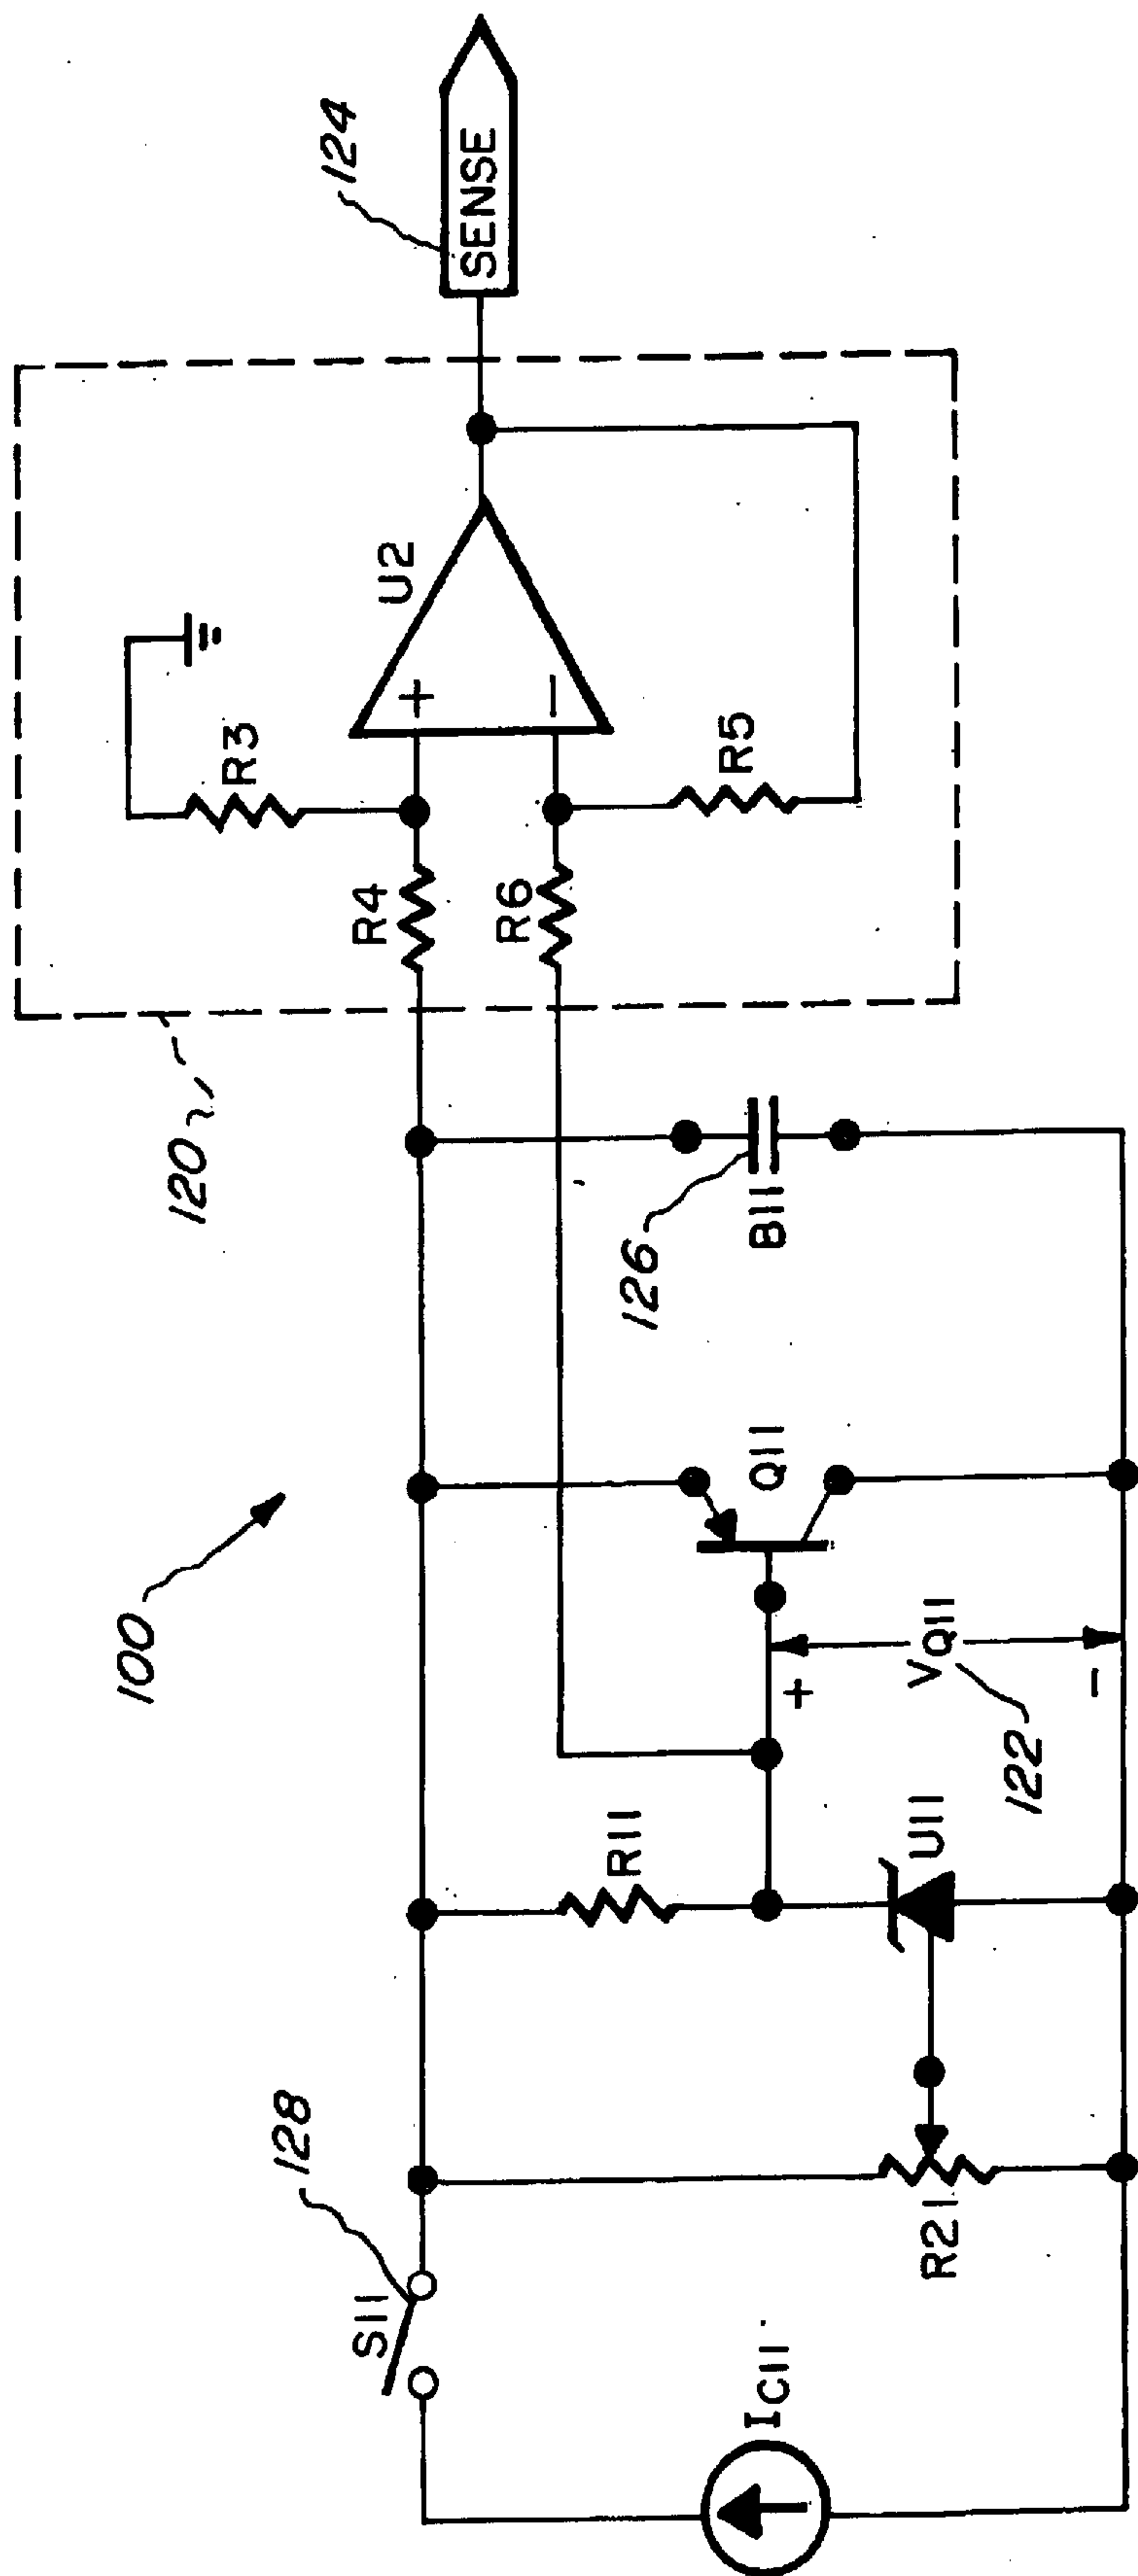 100
128
S11
I C11
R21
R11
U11
+
V Q11
-
122
Q11
126
B11
120
R4
R6
R3
R5
+
-
U2
124
SENSE